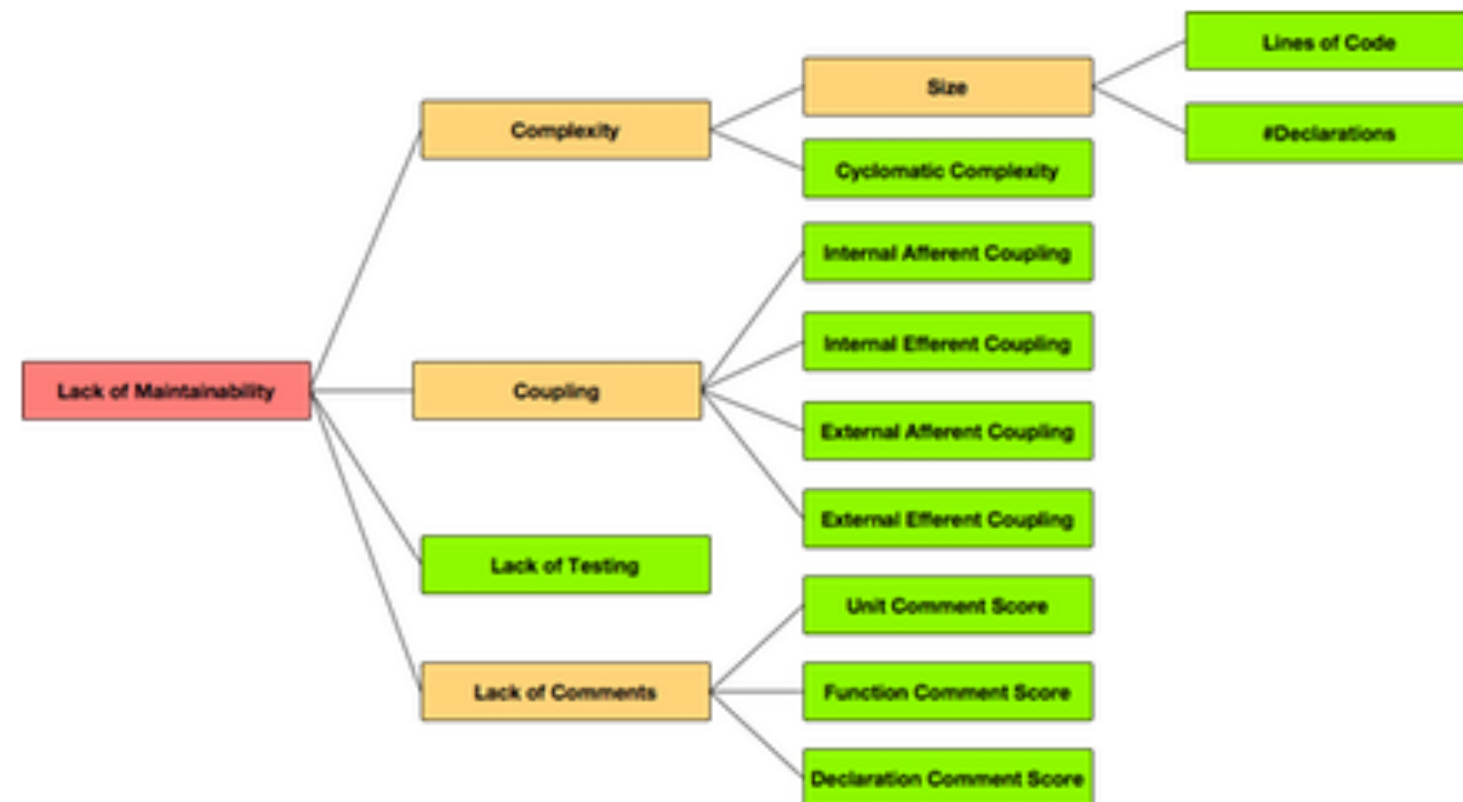 Lines of Code
Size
Complexity
#Declarations
Cyclomatic Complexity
Internal Afferent Coupling
Internal Efferent Coupling
Lack of Maintainability
Coupling
External Afferent Coupling
External Efferent Coupling
Lack of Testing
Unit Comment Score
Lack of Comments
Function Comment Score
Declaration Comment Score